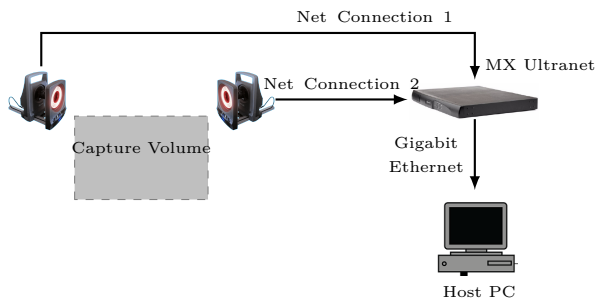 Net Connection 1
MX Ultranet
Net Connection 2
Capture Volume
Gigabit
Ethernet
Host PC